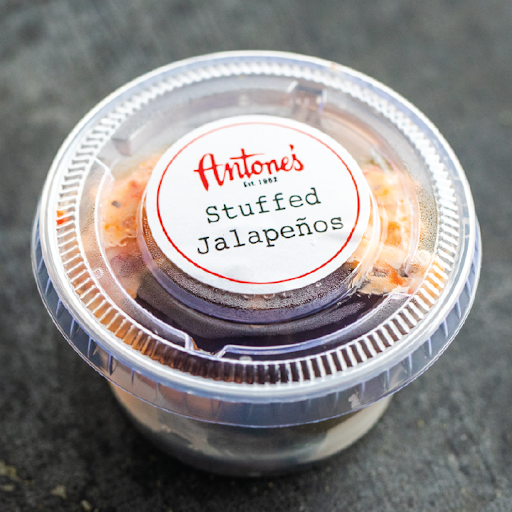 Antone's
Est. 1962
Stuffed
Jalapeños